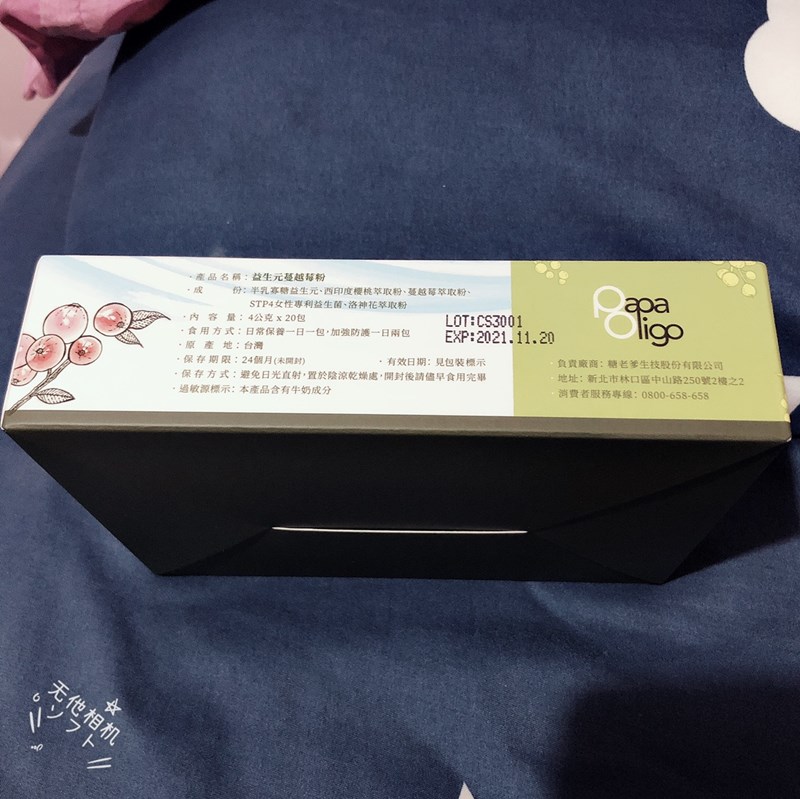 ·產品名稱：益生元蔓越莓粉
·成　　份：半乳寡糖益生元、西印度櫻桃萃取粉、蔓越莓萃取粉、
STP4女性專利益生菌、洛神花萃取粉
·內 容 量：4公克 x 20包
·食用方式：日常保養一日一包，加強防護一日兩包
·原 產 地：台灣
·保存期限：24個月(未開封)　·有效日期：見包裝標示
·保存方式：避免日光直射，置於陰涼乾燥處，開封後請儘早食用完畢
·過敏源標示：本產品含有牛奶成分
LOT:CS3001
EXP:2021.11.20
Papa
Oligo
·負責廠商：糖老爹生技股份有限公司
·地址：新北市林口區中山路250號2樓之2
·消費者服務專線：0800-658-658
无他相机
ソフト